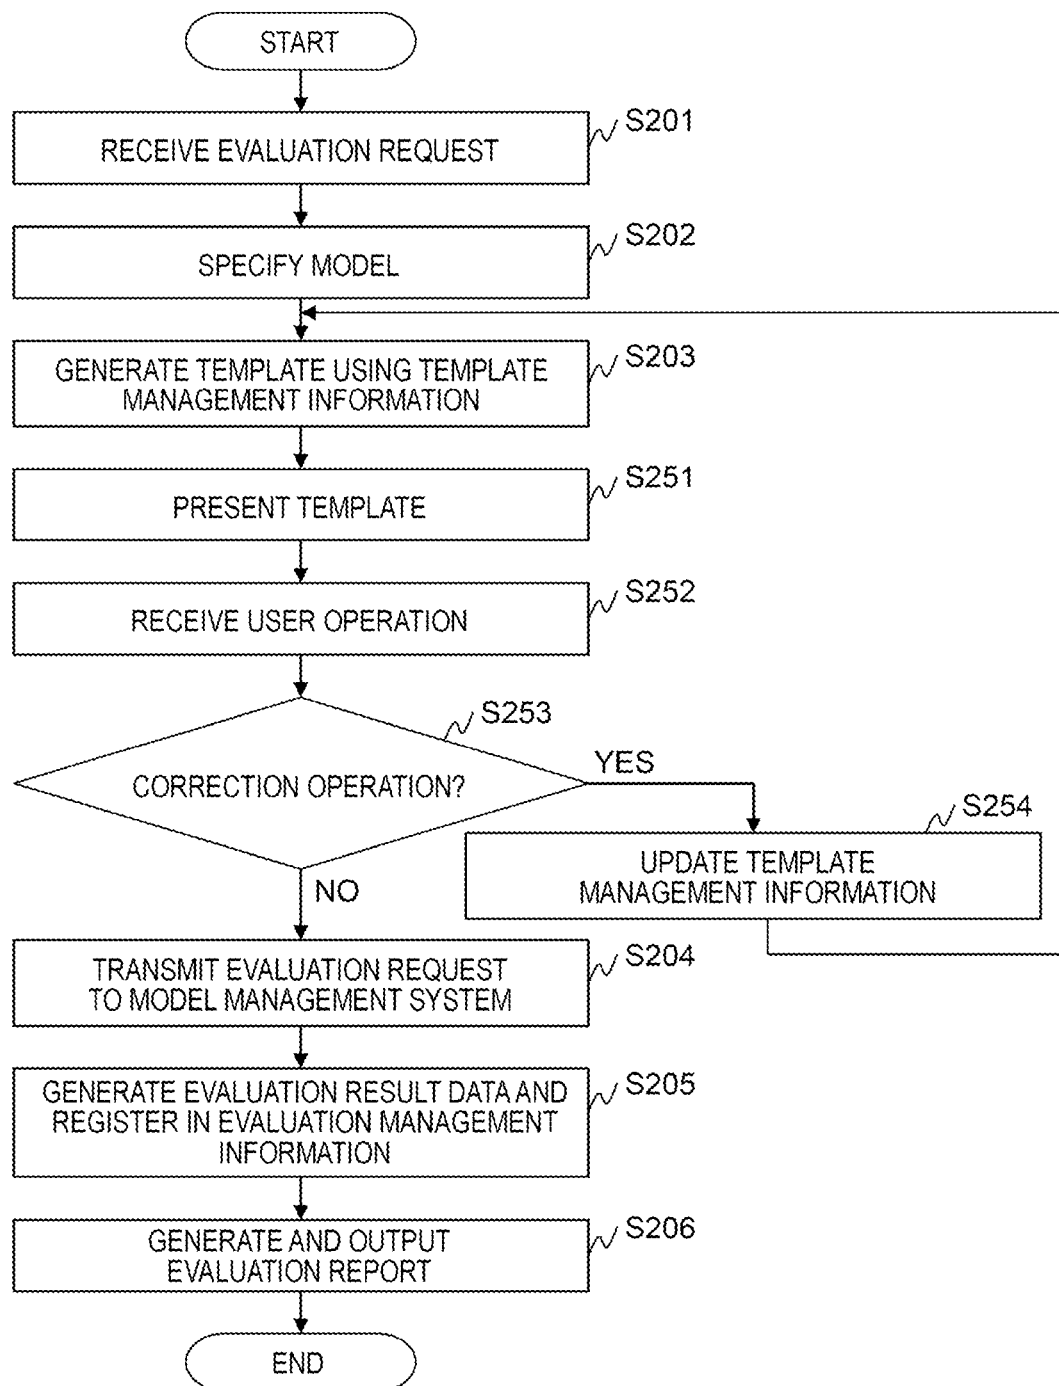 START
RECEIVE EVALUATION REQUEST
S201
SPECIFY MODEL
S202
GENERATE TEMPLATE USING TEMPLATE
MANAGEMENT INFORMATION
S203
PRESENT TEMPLATE
S251
RECEIVE USER OPERATION
S252
CORRECTION OPERATION?
S253
YES
UPDATE TEMPLATE
MANAGEMENT INFORMATION
S254
NO
TRANSMIT EVALUATION REQUEST
TO MODEL MANAGEMENT SYSTEM
S204
GENERATE EVALUATION RESULT DATA AND
REGISTER IN EVALUATION MANAGEMENT
INFORMATION
S205
GENERATE AND OUTPUT
EVALUATION REPORT
S206
END